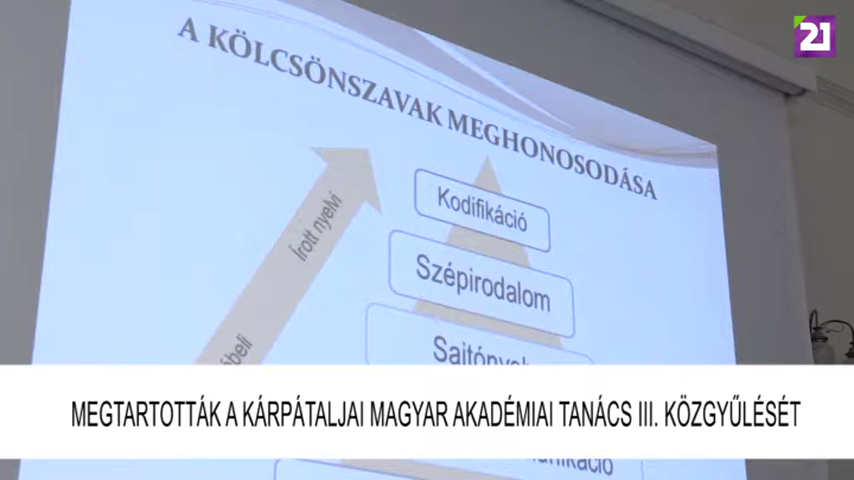 21
A KÖLCSÖNSZAVAK MEGHONOSODÁSA
Kodifikáció
Írott nyelvi
Szépirodalom
MEGTARTOTTÁK A KÁRPÁTALJAI MAGYAR AKADÉMIAI TANÁCS III. KÖZGYŰLÉSÉT